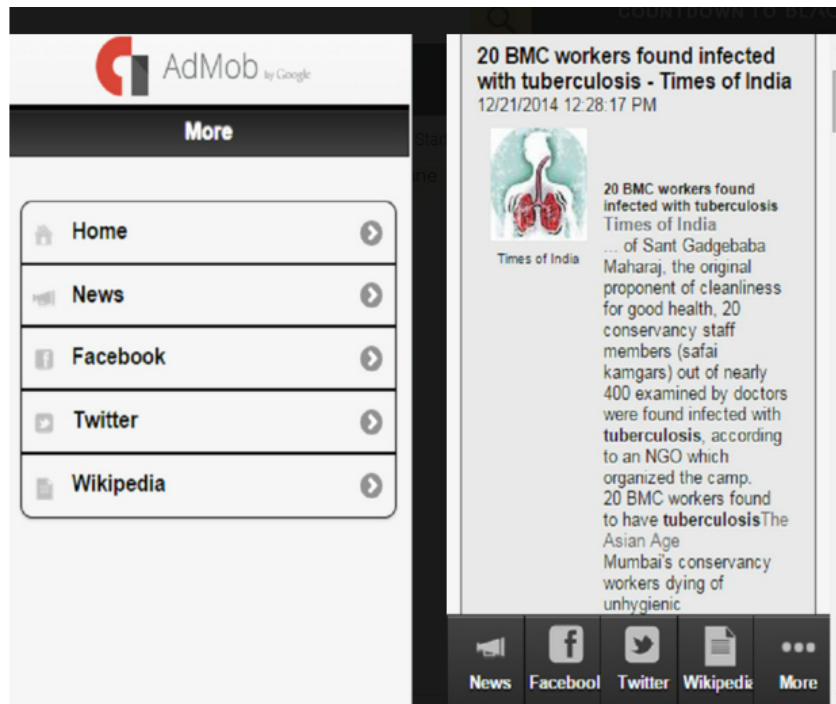 COUNTDOWN TO
AdMob by Google
More
Home
News
Facebook
Twitter
Wikipedia
20 BMC workers found infected
with tuberculosis - Times of India
12/21/2014 12:28:17 PM
Times of India
20 BMC workers found
infected with tuberculosis
Times of India
... of Sant Gadgebaba
Maharaj, the original
proponent of cleanliness
for good health, 20
conservancy staff
members (safai
kamgars) out of nearly
400 examined by doctors
were found infected with
tuberculosis, according
to an NGO which
organized the camp.
20 BMC workers found
to have tuberculosisThe
Asian Age
Mumbai's conservancy
workers dying of
unhygienic
News Facebool Twitter Wikipedia More